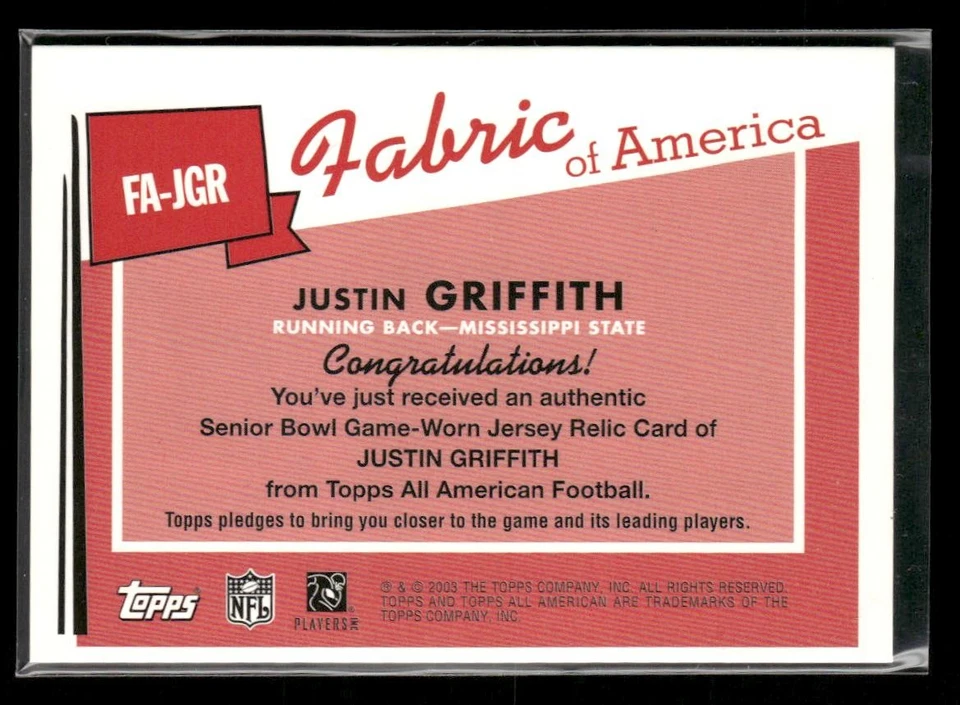 FA-JGR
Fabric of America
JUSTIN GRIFFITH
RUNNING BACK—MISSISSIPPI STATE
Congratulations!
You've just received an authentic
Senior Bowl Game-Worn Jersey Relic Card of
JUSTIN GRIFFITH
from Topps All American Football.
Topps pledges to bring you closer to the game and its leading players.
Topps
NFL
PLAYERS INC
® & © 2003 THE TOPPS COMPANY, INC. ALL RIGHTS RESERVED.
TOPPS AND TOPPS ALL AMERICAN ARE TRADEMARKS OF THE
TOPPS COMPANY, INC.